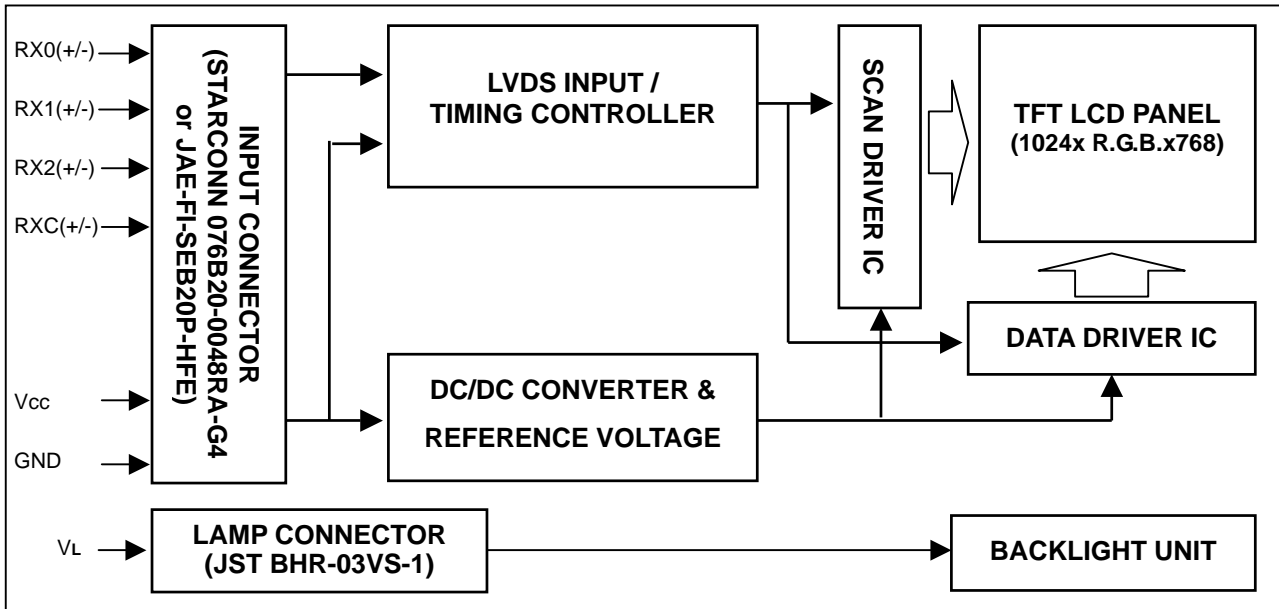 RX0(+/-)
RX1(+/-)
RX2(+/-)
RXC(+/-)
Vcc
GND
INPUT CONNECTOR
(STARCONN 076B20-0048RA-G4
or JAE-FI-SEB20P-HFE)
LVDS INPUT /
TIMING CONTROLLER
SCAN DRIVER IC
TFT LCD PANEL
(1024x R.G.B.x768)
DATA DRIVER IC
DC/DC CONVERTER &
REFERENCE VOLTAGE
VL
LAMP CONNECTOR
(JST BHR-03VS-1)
BACKLIGHT UNIT